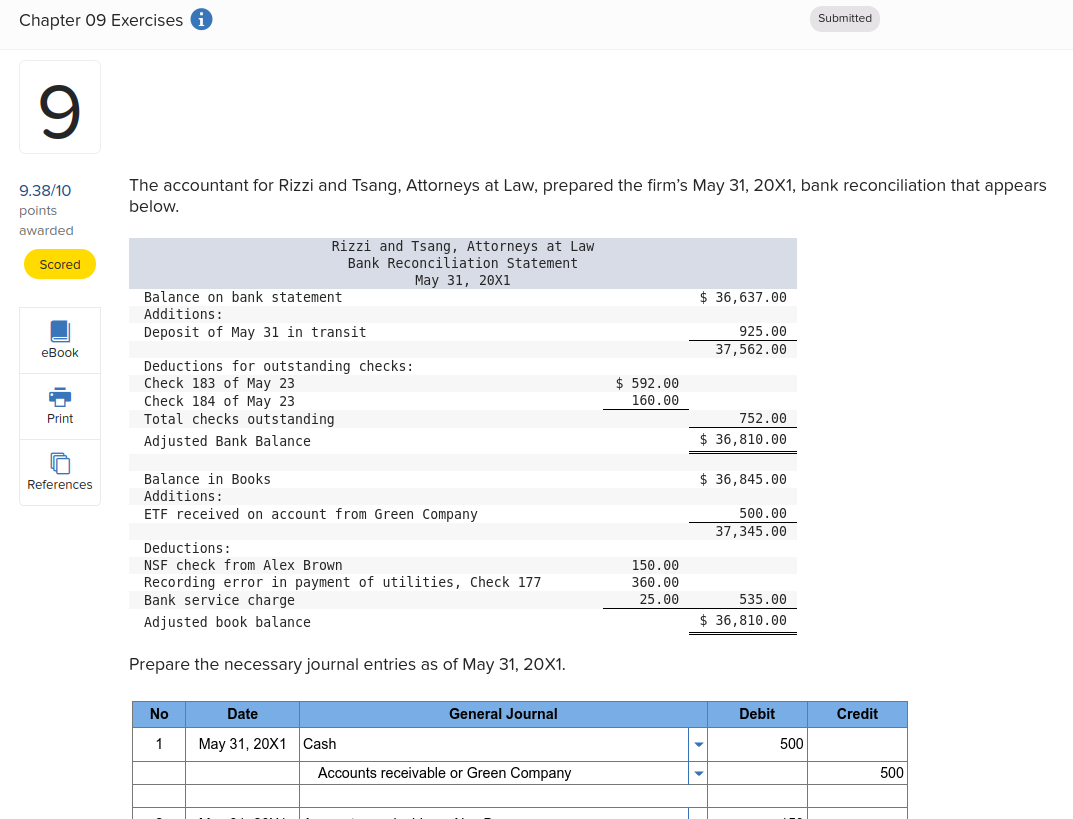 Chapter 09 Exercises i
Submitted
9
9.38/10
points
awarded
Scored
eBook
Print
References
The accountant for Rizzi and Tsang, Attorneys at Law, prepared the firm’s May 31, 20X1, bank reconciliation that appears
below.
Rizzi and Tsang, Attorneys at Law
Bank Reconciliation Statement
May 31, 20X1
Balance on bank statement $ 36,637.00
Additions:
Deposit of May 31 in transit 925.00
37,562.00
Deductions for outstanding checks:
Check 183 of May 23 $ 592.00
Check 184 of May 23 160.00
Total checks outstanding 752.00
Adjusted Bank Balance $ 36,810.00
Balance in Books $ 36,845.00
Additions:
ETF received on account from Green Company 500.00
37,345.00
Deductions:
NSF check from Alex Brown 150.00
Recording error in payment of utilities, Check 177 360.00
Bank service charge 25.00 535.00
Adjusted book balance $ 36,810.00
Prepare the necessary journal entries as of May 31, 20X1.
No Date General Journal Debit Credit
1 May 31, 20X1 Cash 500
Accounts receivable or Green Company 500